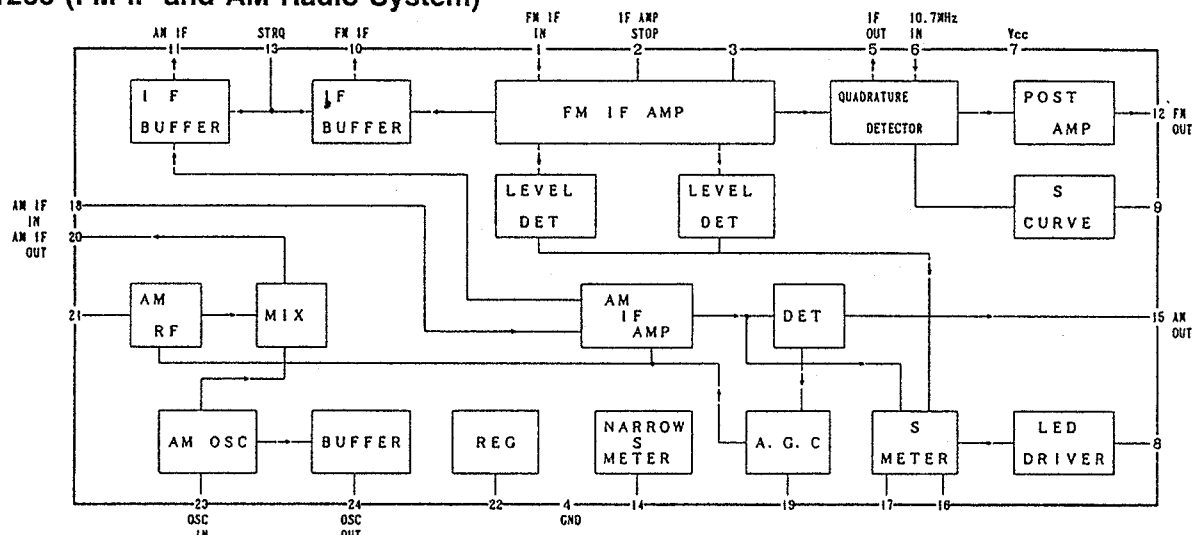 (FM IF and AM Radio System)
AM IF
11
STRQ
13
FM IF
10
FM IF
IN
1
IF AMP
STOP
2
3
IF
OUT
5
10.7MHz
IN
6
Vcc
7
IF
BUFFER
IF
BUFFER
FM IF AMP
QUADRATURE
DETECTOR
POST
AMP
12 FM
OUT
LEVEL
DET
LEVEL
DET
S
CURVE
9
AM IF 18
IN
AM IF 20
OUT
21
AM
RF
MIX
AM
IF
AMP
DET
15 AM
OUT
AM OSC
BUFFER
REG
NARROW
S
METER
A.G.C
S
METER
LED
DRIVER
8
23
OSC
IN
24
OSC
OUT
22
4
GND
14
19
17
16